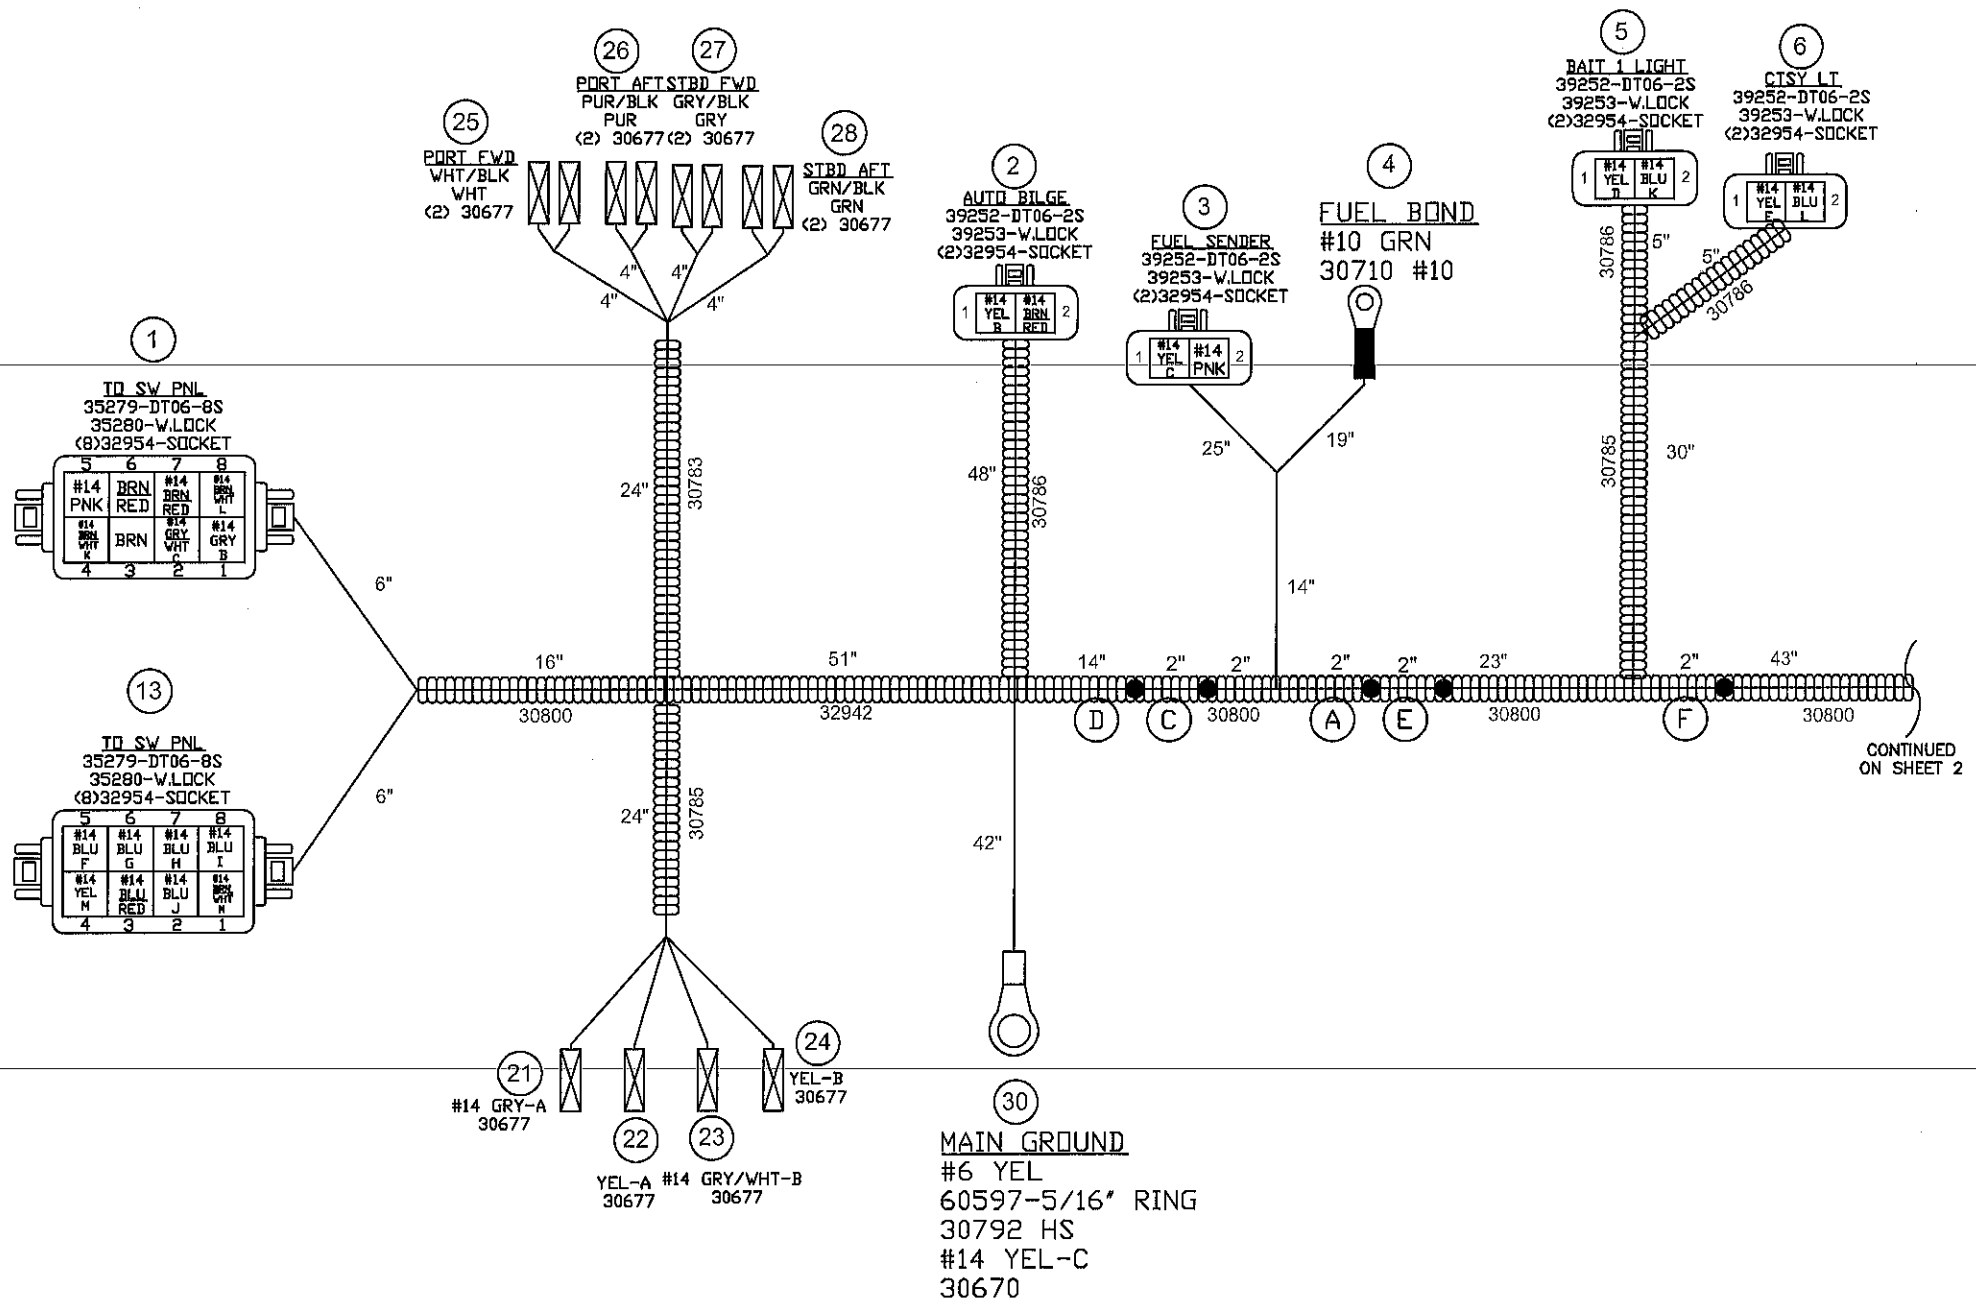 26
27
PORT AFT
PUR/BLK
PUR
(2) 30677
STBD FWD
GRY/BLK
GRY
(2) 30677
25
PORT FWD
WHT/BLK
WHT
(2) 30677
28
STBD AFT
GRN/BLK
GRN
(2) 30677
4"
4"
4"
4"
2
AUTO BILGE
39252-DT06-2S
39253-W.LOCK
(2)32954-SOCKET
1
#14
YEL
B
#14
BRN
RED
2
3
FUEL SENDER
39252-DT06-2S
39253-W.LOCK
(2)32954-SOCKET
1
#14
YEL
C
#14
PNK
2
4
FUEL BOND
#10 GRN
30710 #10
5
BAIT 1 LIGHT
39252-DT06-2S
39253-W.LOCK
(2)32954-SOCKET
1
#14
YEL
D
#14
BLU
K
2
6
CTSY LT
39252-DT06-2S
39253-W.LOCK
(2)32954-SOCKET
1
#14
YEL
E
#14
BLU
L
2
30786
5"
5"
30786
1
TO SW PNL
35279-DT06-8S
35280-W.LOCK
(8)32954-SOCKET
5 6 7 8
#14
PNK
BRN
RED
#14
BRN
RED
#14
BRN
WHT
L
#14
BRN
WHT
K
BRN
#14
GRY
WHT
C
#14
GRY
B
4 3 2 1
6"
24"
30783
48"
30786
25"
19"
14"
30785
30"
16"
51"
14"
2"
2"
2"
2"
23"
2"
43"
30800
32942
D
C
30800
A
E
30800
F
30800
CONTINUED
ON SHEET 2
13
TO SW PNL
35279-DT06-8S
35280-W.LOCK
(8)32954-SOCKET
5 6 7 8
#14
BLU
F
#14
BLU
G
#14
BLU
H
#14
BLU
I
#14
YEL
M
#14
BLU
RED
#14
BLU
J
#14
BRN
WHT
M
4 3 2 1
6"
24"
30785
42"
21
#14 GRY-A
30677
22
YEL-A
30677
23
#14 GRY/WHT-B
30677
24
YEL-B
30677
30
MAIN GROUND
#6 YEL
60597-5/16" RING
30792 HS
#14 YEL-C
30670